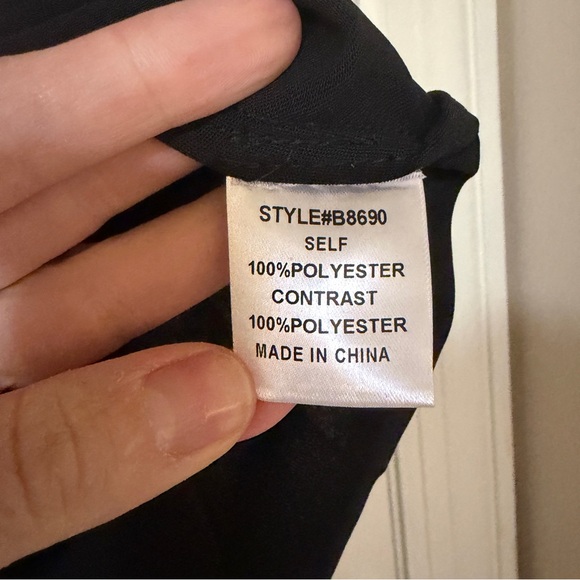 STYLE#B8690
SELF
100%POLYESTER
CONTRAST
100%POLYESTER
MADE IN CHINA